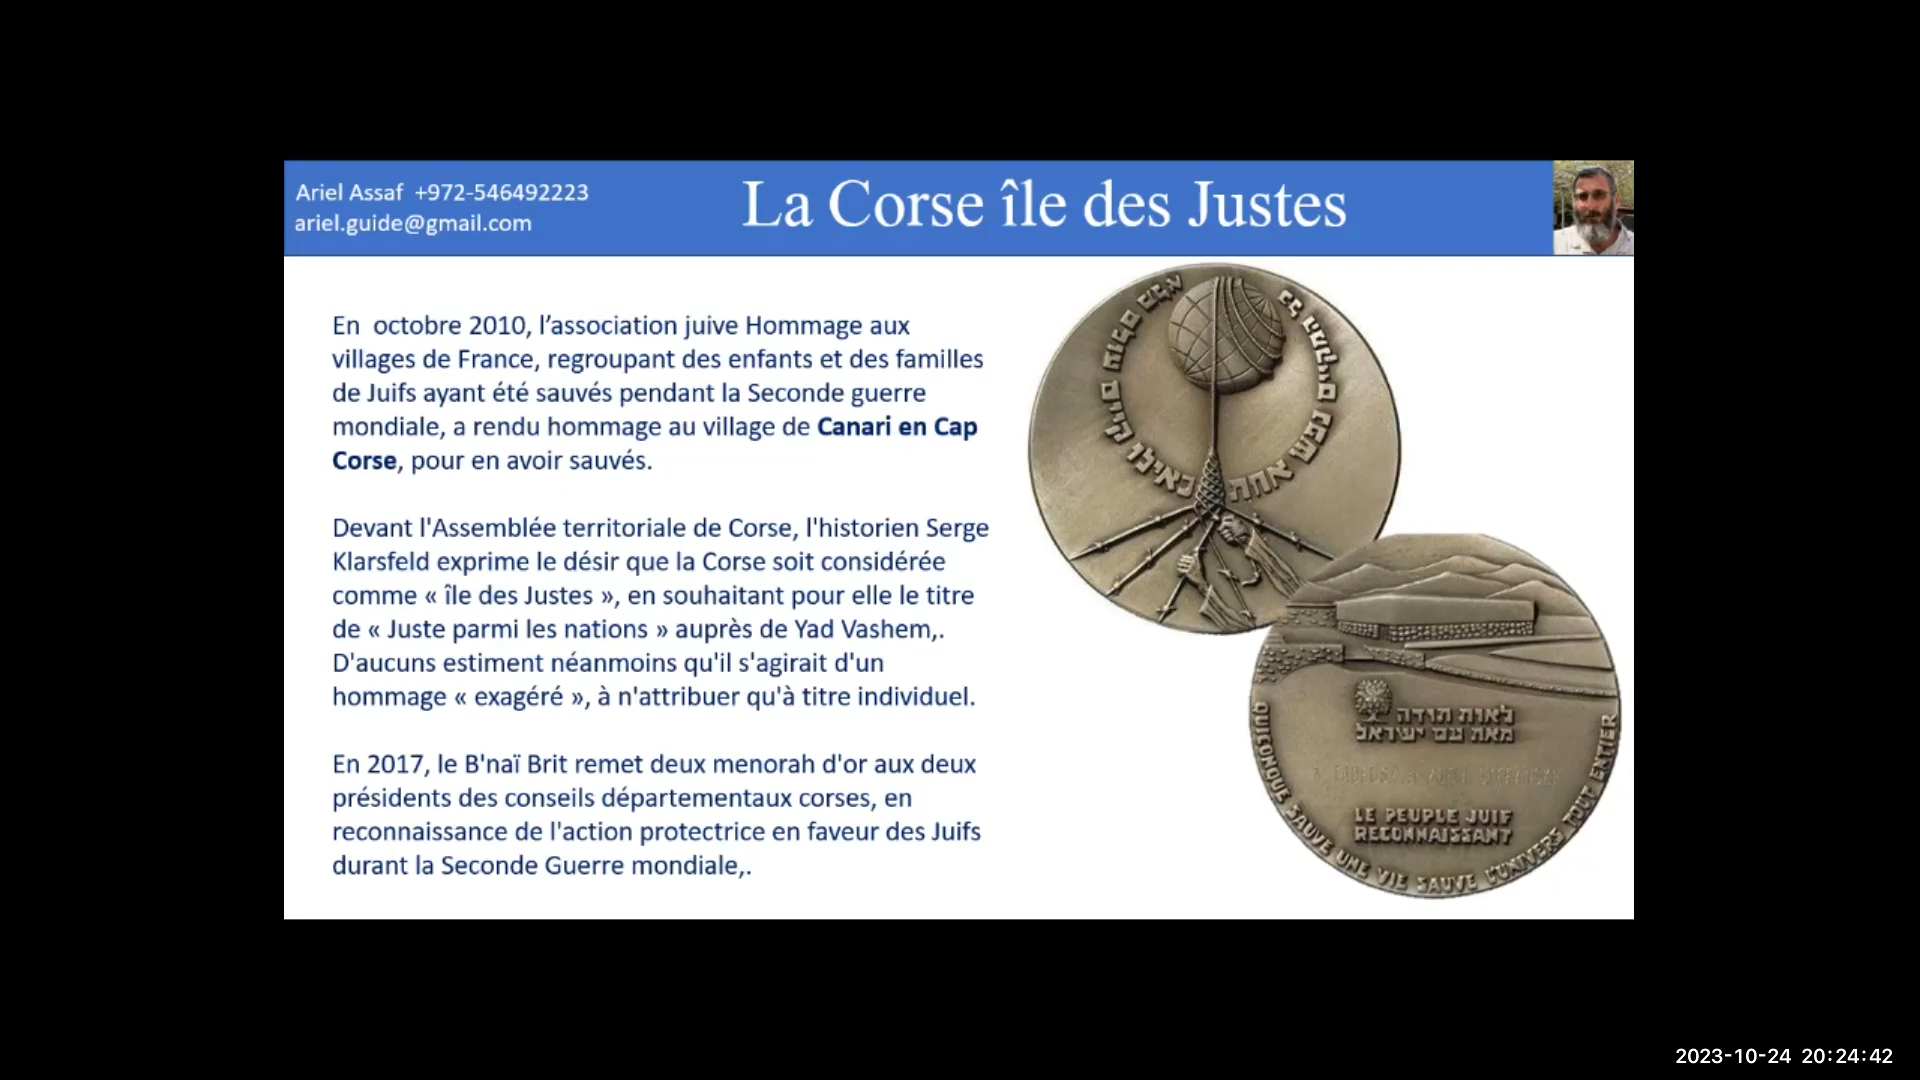 Ariel Assaf  +972-546492223
ariel.guide@gmail.com
La Corse île des Justes
En  octobre 2010, l’association juive Hommage aux
villages de France, regroupant des enfants et des familles
de Juifs ayant été sauvés pendant la Seconde guerre
mondiale, a rendu hommage au village de Canari en Cap
Corse, pour en avoir sauvés.
Devant l'Assemblée territoriale de Corse, l'historien Serge
Klarsfeld exprime le désir que la Corse soit considérée
comme « île des Justes », en souhaitant pour elle le titre
de « Juste parmi les nations » auprès de Yad Vashem,.
D'aucuns estiment néanmoins qu'il s'agirait d'un
hommage « exagéré », à n'attribuer qu'à titre individuel.
En 2017, le B'naï Brit remet deux menorah d'or aux deux
présidents des conseils départementaux corses, en
reconnaissance de l'action protectrice en faveur des Juifs
durant la Seconde Guerre mondiale,.
כל המקיים נפש אחת כאילו קיים עולם מלא
לאות תודה
מאת עם ישראל
LE PEUPLE JUIF
RECONNAISSANT
QUICONQUE SAUVE UNE VIE SAUVE L'UNIVERS TOUT ENTIER
2023-10-24 20:24:42